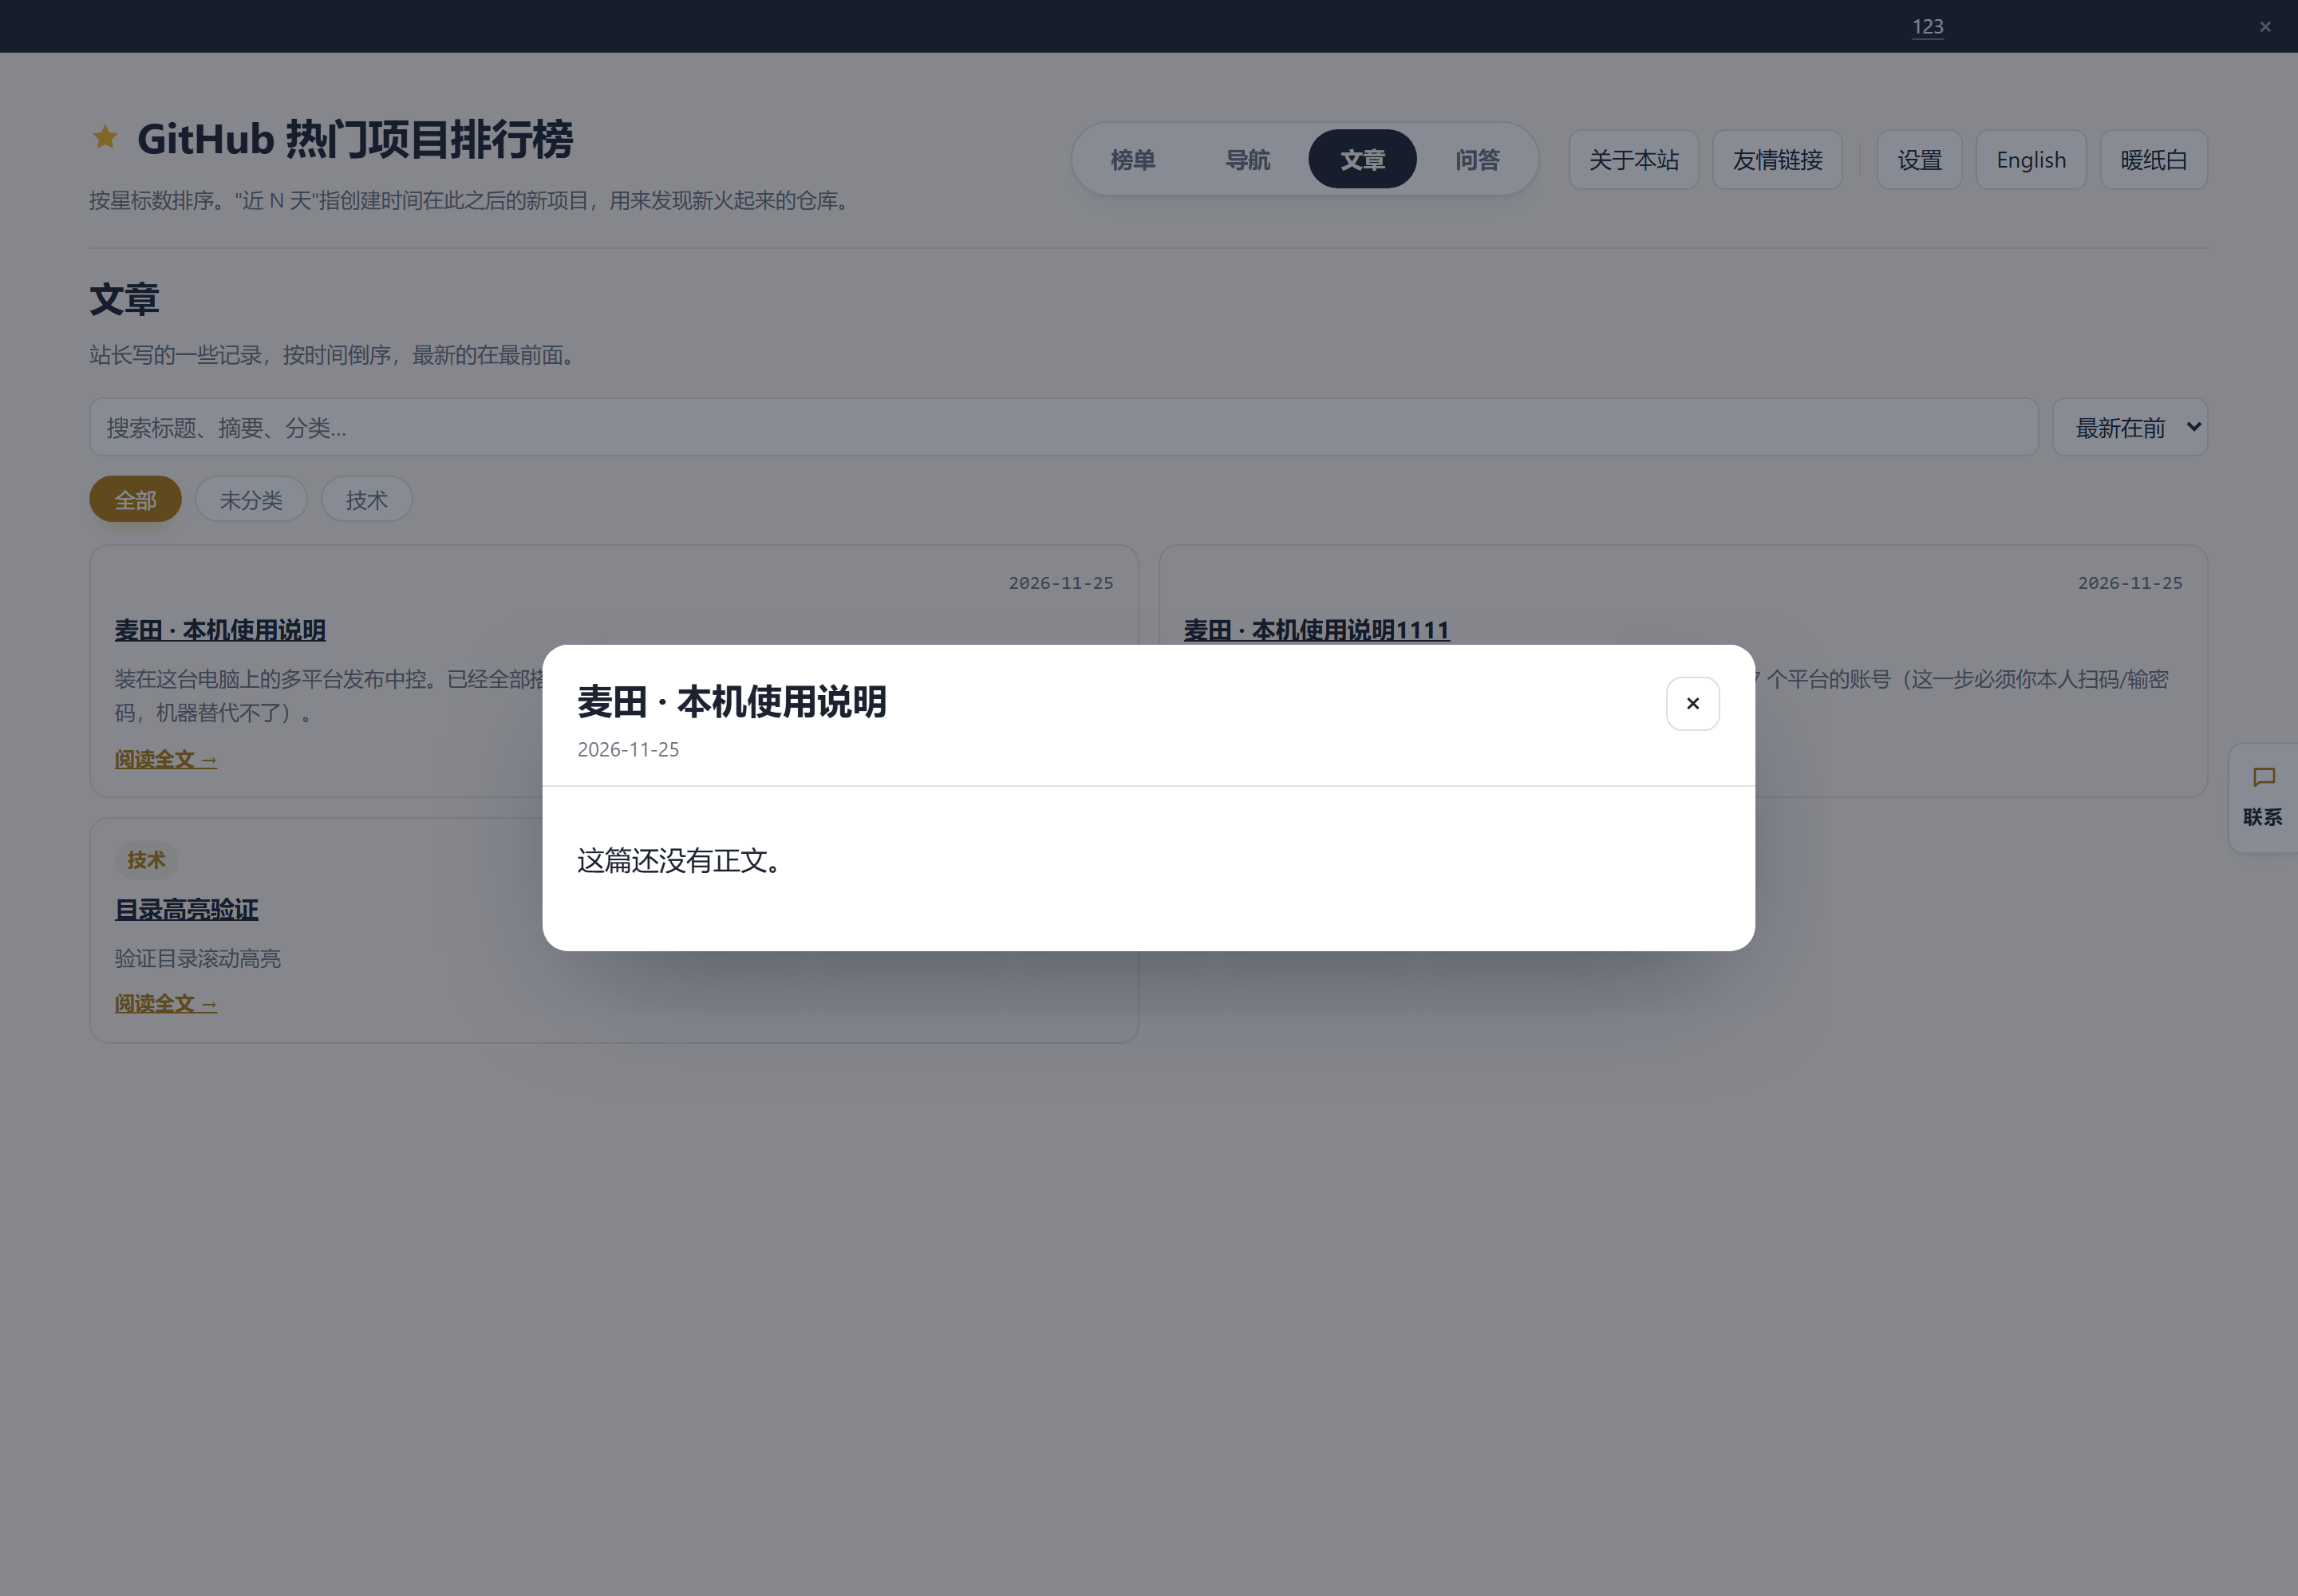 123 ×
GitHub 热门项目排行榜
榜单 导航 文章 问答 关于本站 友情链接 设置 English 暖纸白
按星标数排序。"近 N 天"指创建时间在此之后的新项目，用来发现新火起来的仓库。
文章
站长写的一些记录，按时间倒序，最新的在最前面。
搜索标题、摘要、分类... 最新在前
全部 未分类 技术
2026-11-25
麦田 · 本机使用说明
装在这台电脑上的多平台发布中控。已经全部
码，机器替代不了）。
阅读全文 →
2026-11-25
麦田 · 本机使用说明1111
个平台的账号（这一步必须你本人扫码/输密
麦田 · 本机使用说明
×
2026-11-25
这篇还没有正文。
技术
目录高亮验证
验证目录滚动高亮
阅读全文 →
联系